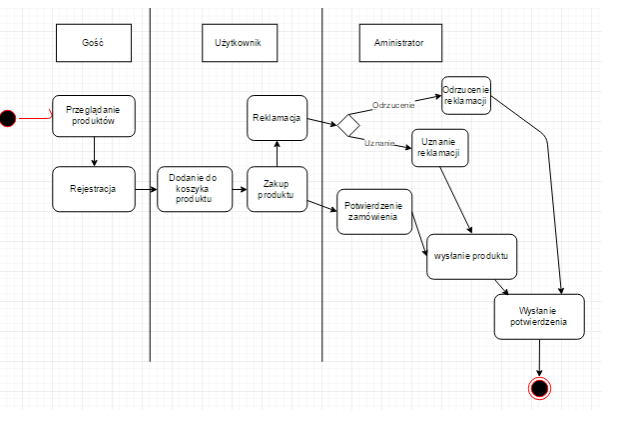 Gość
Użytkownik
Aministrator
Przeglądanie
produktów
Reklamacja
Odrzucenie
Odrzucenie
reklamacji
Uznanie
Uznanie
reklamacji
Rejestracja
Dodanie do
koszyka
produktu
Zakup
produktu
Potwierdzenie
zamówienia
wysłanie produktu
Wysłanie
potwierdzenia